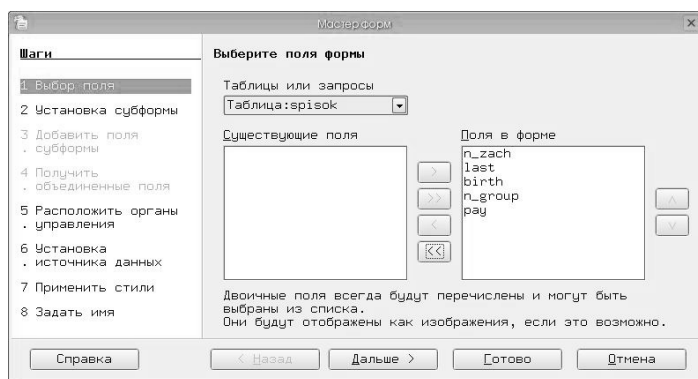 Мастер форм
Шаги
1 Выбор поля
2 Установка субформы
3 Добавить поля
. субформы
4 Получить
. объединенные поля
5 Расположить органы
. управления
6 Установка
. источника данных
7 Применить стили
8 Задать имя
Выберите поля формы
Таблицы или запросы
Таблица:spisok
Существующие поля
>
>>
<
<<
Поля в форме
n_zach
last
birth
n_group
pay
Двоичные поля всегда будут перечислены и могут быть
выбраны из списка.
Они будут отображены как изображения, если это возможно.
Справка
< Назад
Дальше >
Готово
Отмена